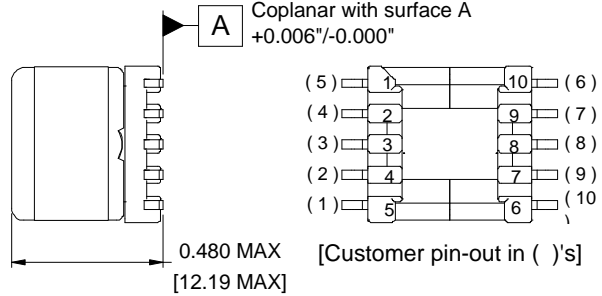 A
Coplanar with surface A
+0.006"/-0.000"
( 5 ) 1 10 ( 6 )
( 4 ) 2 9 ( 7 )
( 3 ) 3 8 ( 8 )
( 2 ) 4 7 ( 9 )
( 1 ) 5 6 ( 10
)
0.480 MAX
[12.19 MAX]
[Customer pin-out in ( )'s]